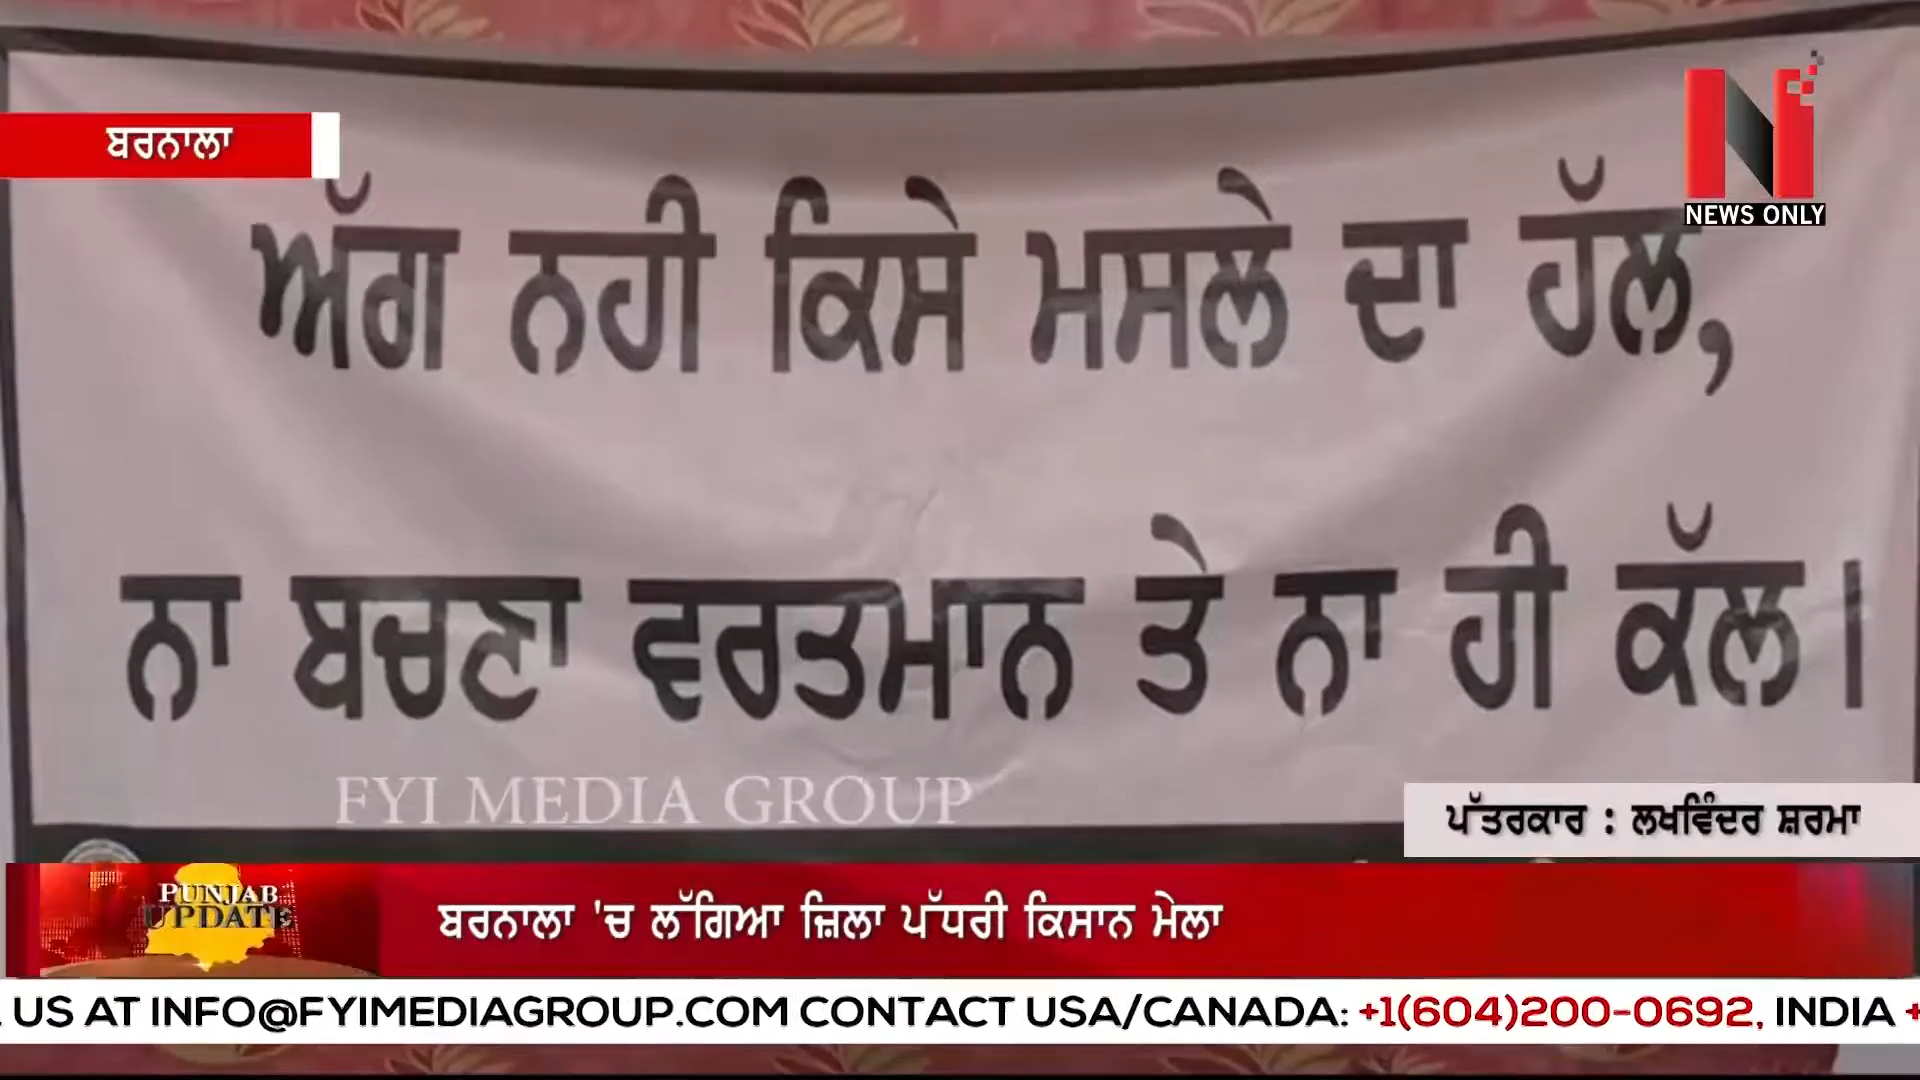 ਬਰਨਾਲਾ
NEWS ONLY
ਅੱਗ ਨਹੀ ਕਿਸੇ ਮਸਲੇ ਦਾ ਹੱਲ,
ਨਾ ਬਚਣਾ ਵਰਤਮਾਨ ਤੇ ਨਾ ਹੀ ਕੱਲ।
FYI MEDIA GROUP
ਪੱਤਰਕਾਰ : ਲਖਵਿੰਦਰ ਸ਼ਰਮਾ
PUNJAB
UPDATE
ਬਰਨਾਲਾ 'ਚ ਲੱਗਿਆ ਜ਼ਿਲਾ ਪੱਧਰੀ ਕਿਸਾਨ ਮੇਲਾ
US AT INFO@FYIMEDIAGROUP.COM CONTACT USA/CANADA: +1(604)200-0692, INDIA +